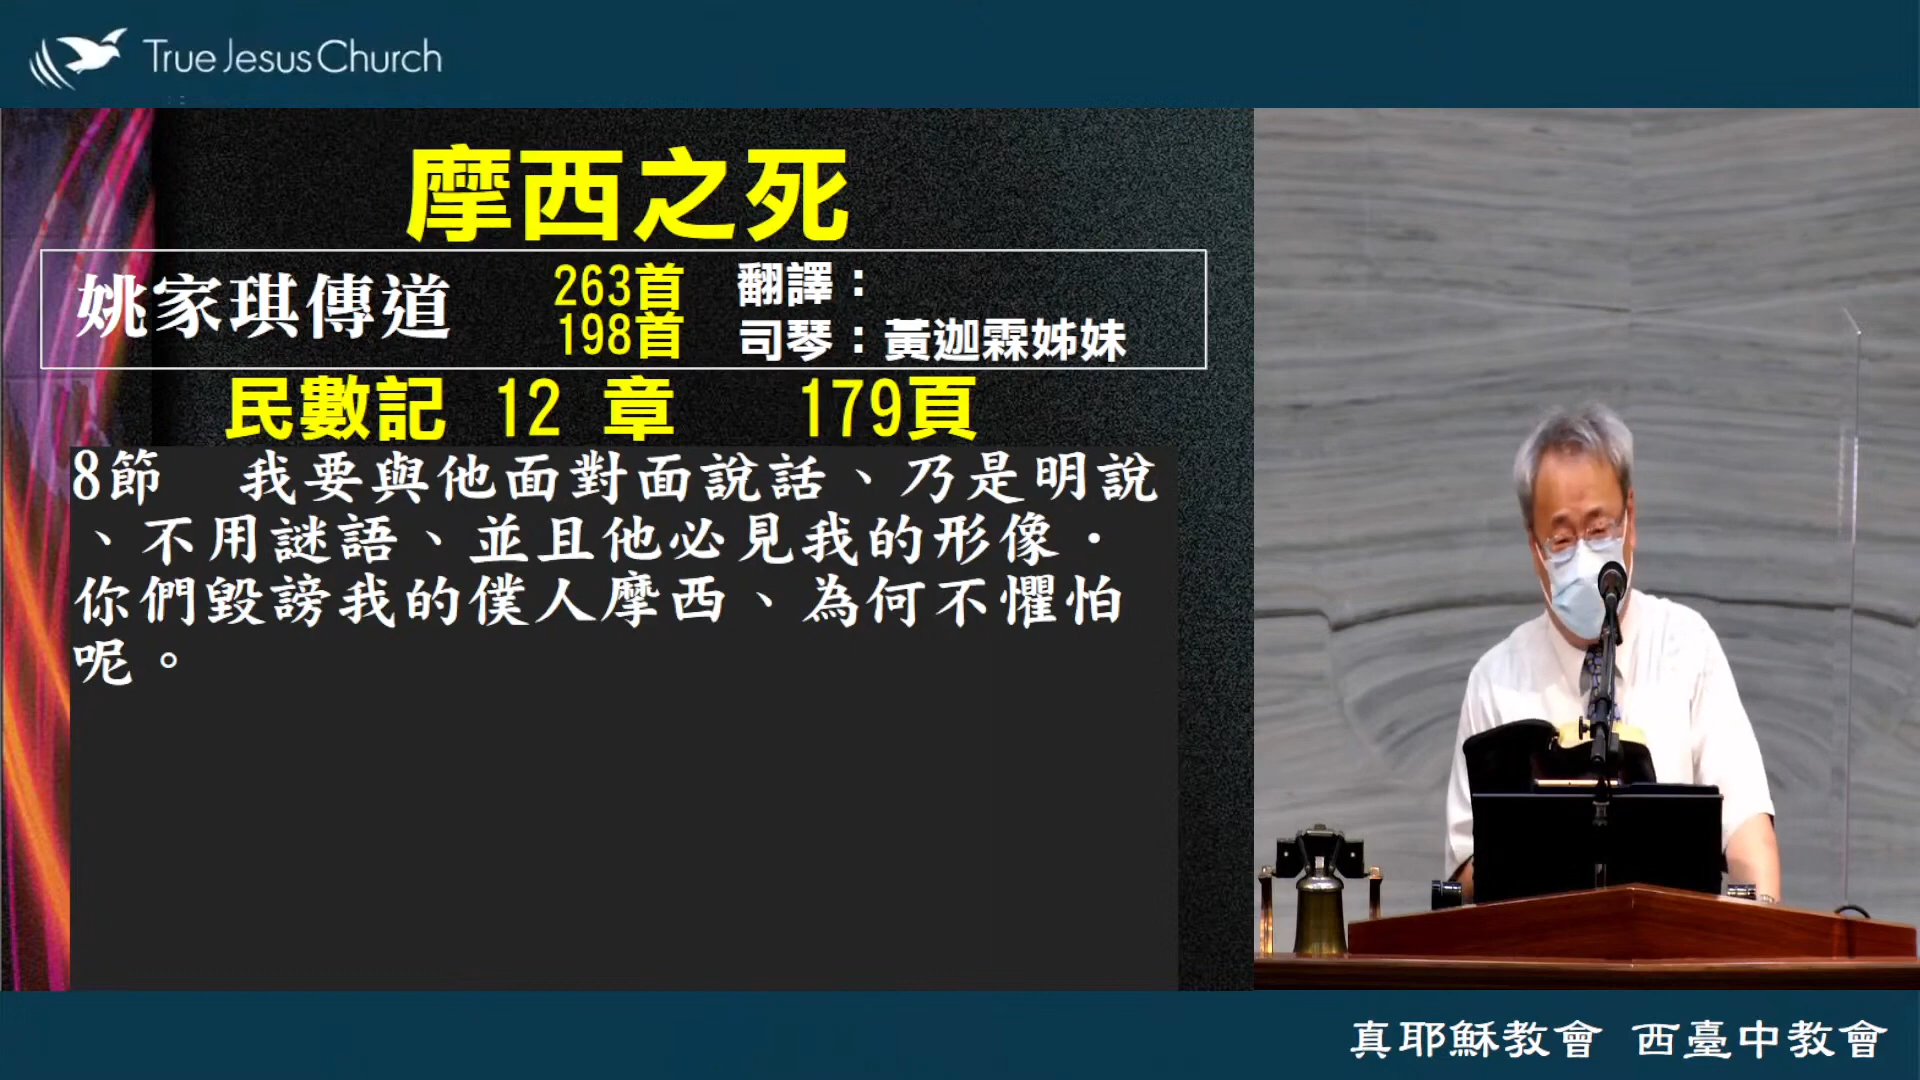 True Jesus Church
摩西之死
姚家琪傳道
263首
198首
翻譯：
司琴：黃迦霖姊妹
民數記 12 章 179頁
8節 我要與他面對面說話、乃是明說
、不用謎語、並且他必見我的形像．
你們毀謗我的僕人摩西、為何不懼怕
呢。
真耶穌教會 西臺中教會